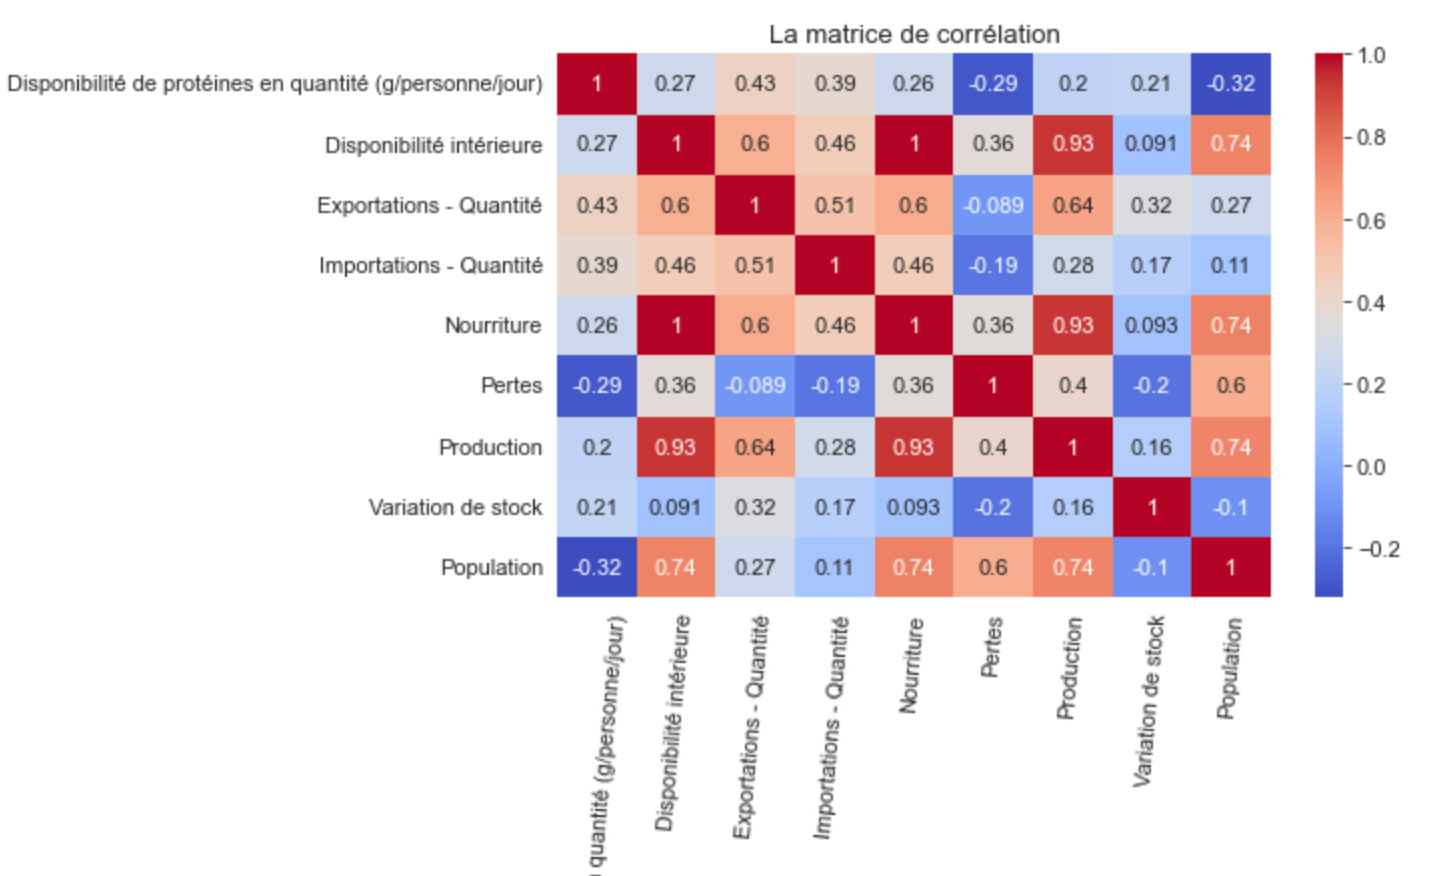 La matrice de corrélation
Disponibilité de protéines en quantité (g/personne/jour) 1 0.27 0.43 0.39 0.26 -0.29 0.2 0.21 -0.32
Disponibilité intérieure 0.27 1 0.6 0.46 1 0.36 0.93 0.091 0.74
Exportations - Quantité 0.43 0.6 1 0.51 0.6 -0.089 0.64 0.32 0.27
Importations - Quantité 0.39 0.46 0.51 1 0.46 -0.19 0.28 0.17 0.11
Nourriture 0.26 1 0.6 0.46 1 0.36 0.93 0.093 0.74
Pertes -0.29 0.36 -0.089 -0.19 0.36 1 0.4 -0.2 0.6
Production 0.2 0.93 0.64 0.28 0.93 0.4 1 0.16 0.74
Variation de stock 0.21 0.091 0.32 0.17 0.093 -0.2 0.16 1 -0.1
Population -0.32 0.74 0.27 0.11 0.74 0.6 0.74 -0.1 1
quantité (g/personne/jour)
Disponibilité intérieure
Exportations - Quantité
Importations - Quantité
Nourriture
Pertes
Production
Variation de stock
Population
1.0
0.8
0.6
0.4
0.2
0.0
−0.2